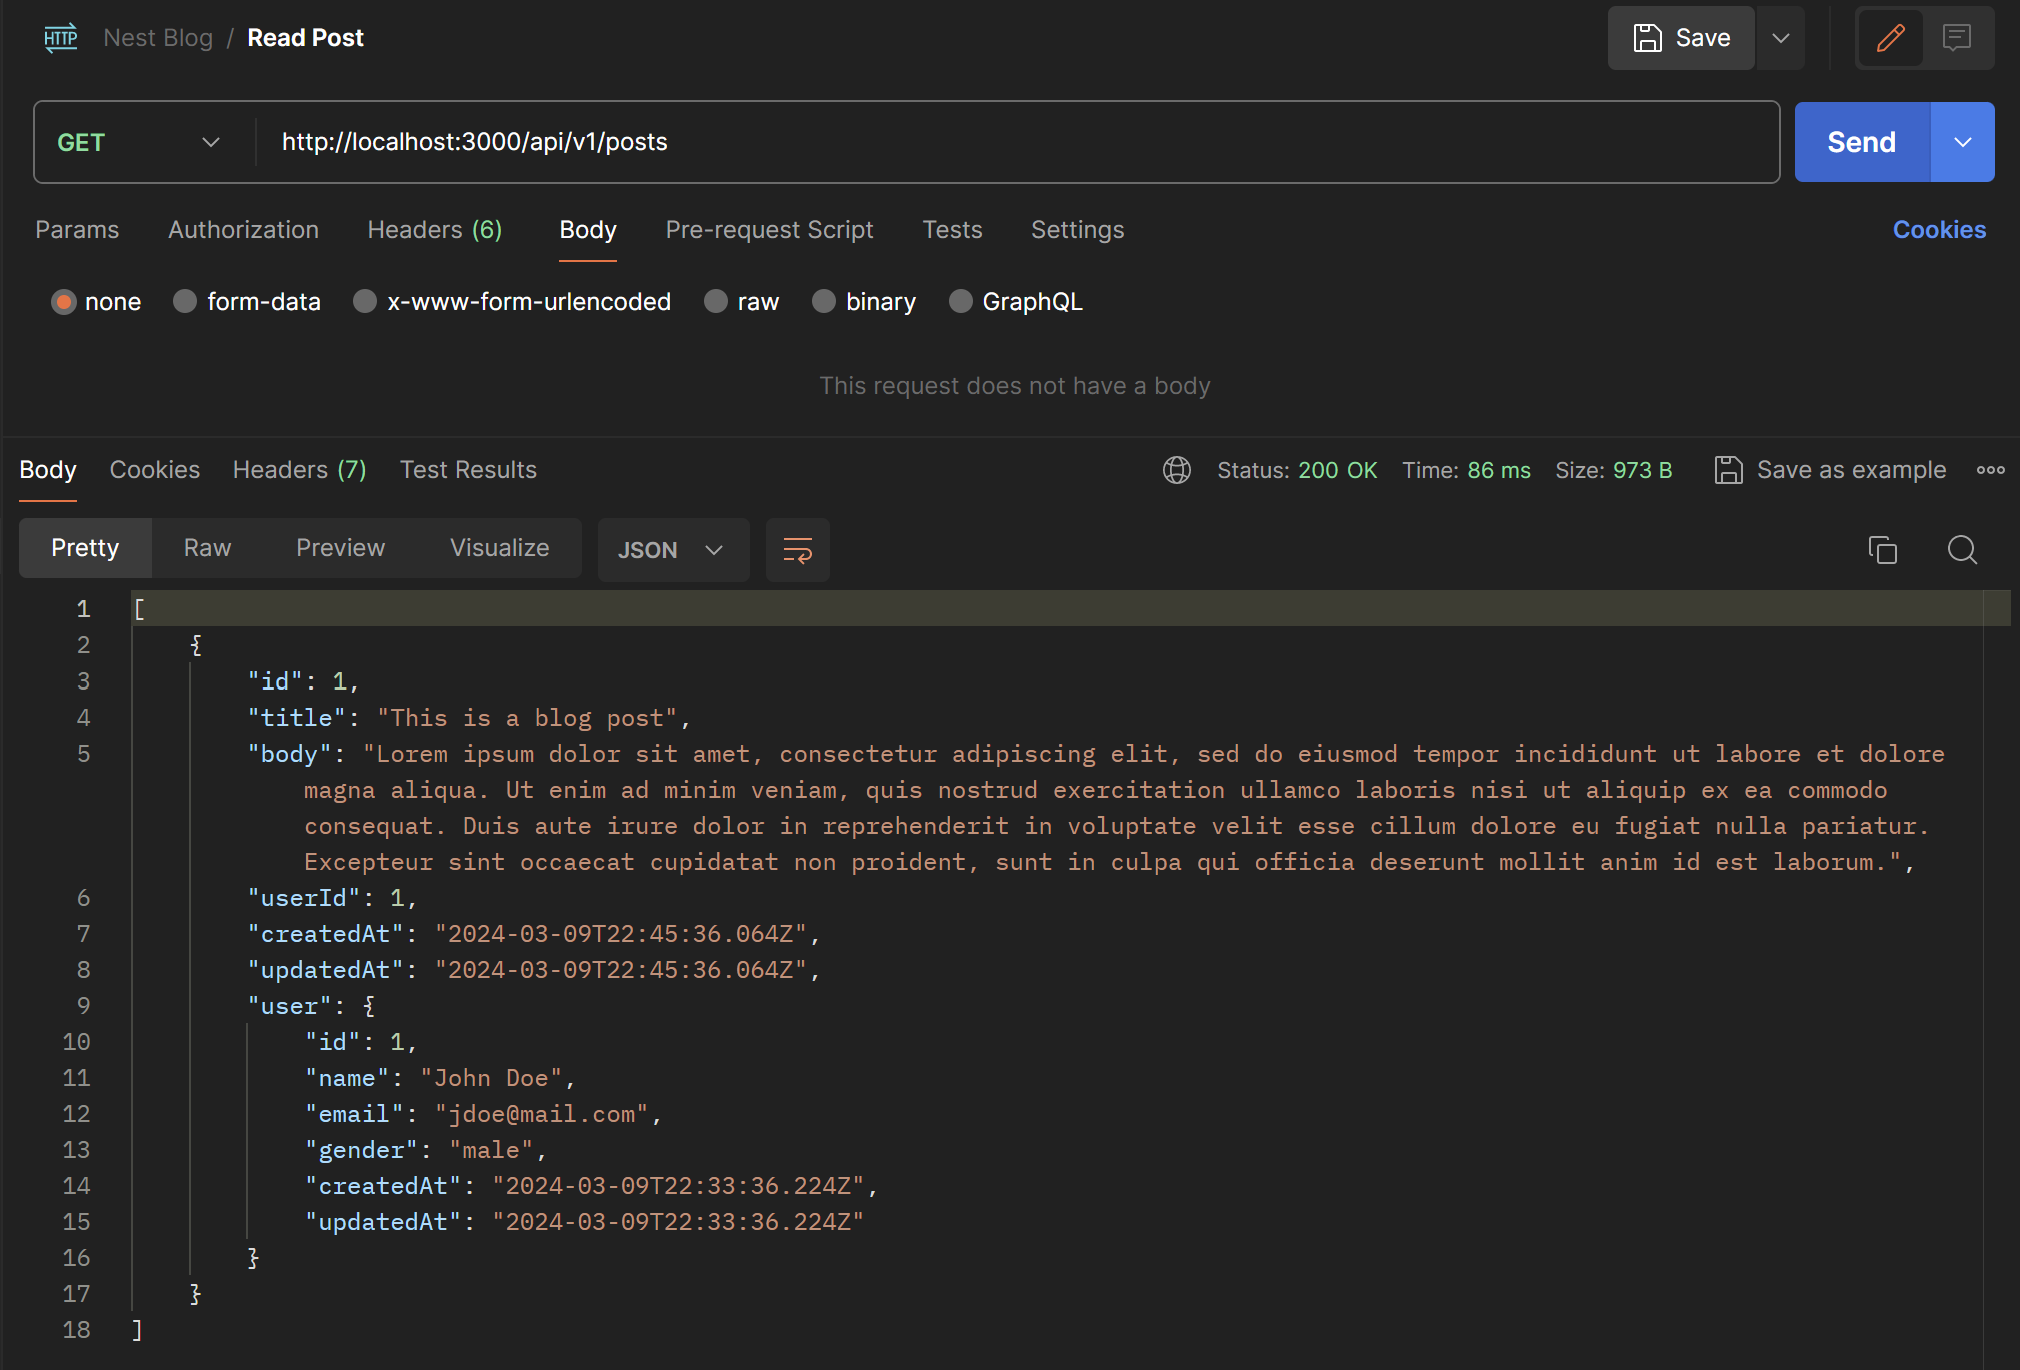 HTTP Nest Blog / Read Post Save
GET http://localhost:3000/api/v1/posts Send
Params Authorization Headers (6) Body Pre-request Script Tests Settings Cookies
none form-data x-www-form-urlencoded raw binary GraphQL
This request does not have a body
Body Cookies Headers (7) Test Results Status: 200 OK Time: 86 ms Size: 973 B Save as example
Pretty Raw Preview Visualize JSON
1 [
2 {
3 "id": 1,
4 "title": "This is a blog post",
5 "body": "Lorem ipsum dolor sit amet, consectetur adipiscing elit, sed do eiusmod tempor incididunt ut labore et dolore
magna aliqua. Ut enim ad minim veniam, quis nostrud exercitation ullamco laboris nisi ut aliquip ex ea commodo
consequat. Duis aute irure dolor in reprehenderit in voluptate velit esse cillum dolore eu fugiat nulla pariatur.
Excepteur sint occaecat cupidatat non proident, sunt in culpa qui officia deserunt mollit anim id est laborum.",
6 "userId": 1,
7 "createdAt": "2024-03-09T22:45:36.064Z",
8 "updatedAt": "2024-03-09T22:45:36.064Z",
9 "user": {
10 "id": 1,
11 "name": "John Doe",
12 "email": "jdoe@mail.com",
13 "gender": "male",
14 "createdAt": "2024-03-09T22:33:36.224Z",
15 "updatedAt": "2024-03-09T22:33:36.224Z"
16 }
17 }
18 ]